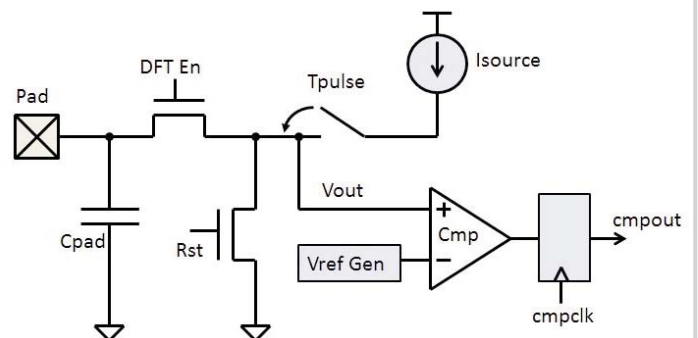 DFT En
Isource
Tpulse
Pad
Vout
+
Cmp
cmpout
Cpad
Rst
Vref Gen
−
cmpclk